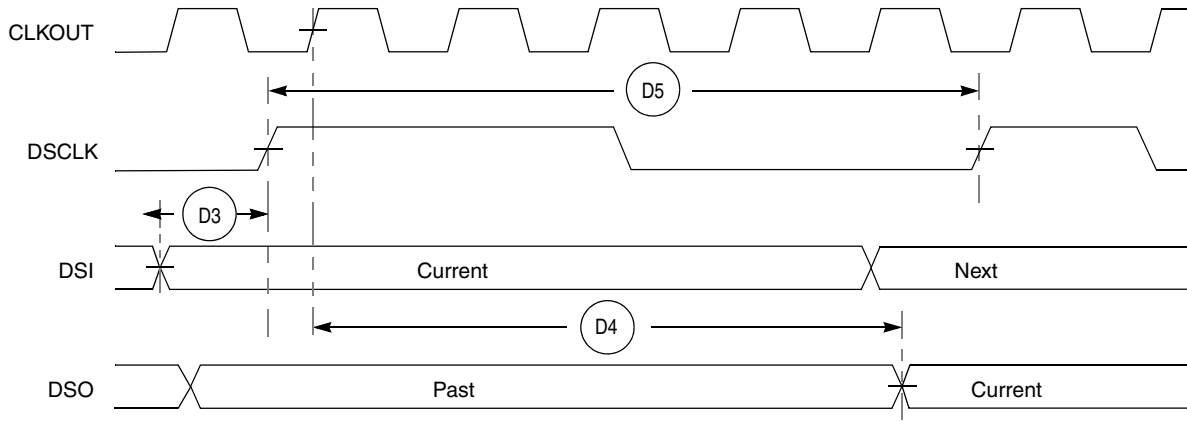 CLKOUT
D5
DSCLK
D3
DSI
Current
Next
D4
DSO
Past
Current